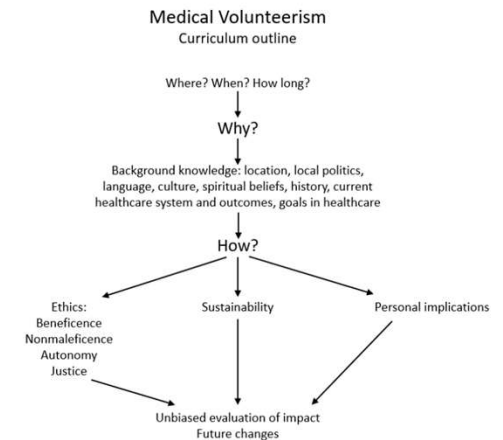 Medical Volunteerism
Curriculum outline
Where? When? How long?
Why?
Background knowledge: location, local politics,
language, culture, spiritual beliefs, history, current
healthcare system and outcomes, goals in healthcare
How?
Ethics:
Beneficence
Nonmaleficence
Autonomy
Justice
Sustainability
Personal implications
Unbiased evaluation of impact
Future changes